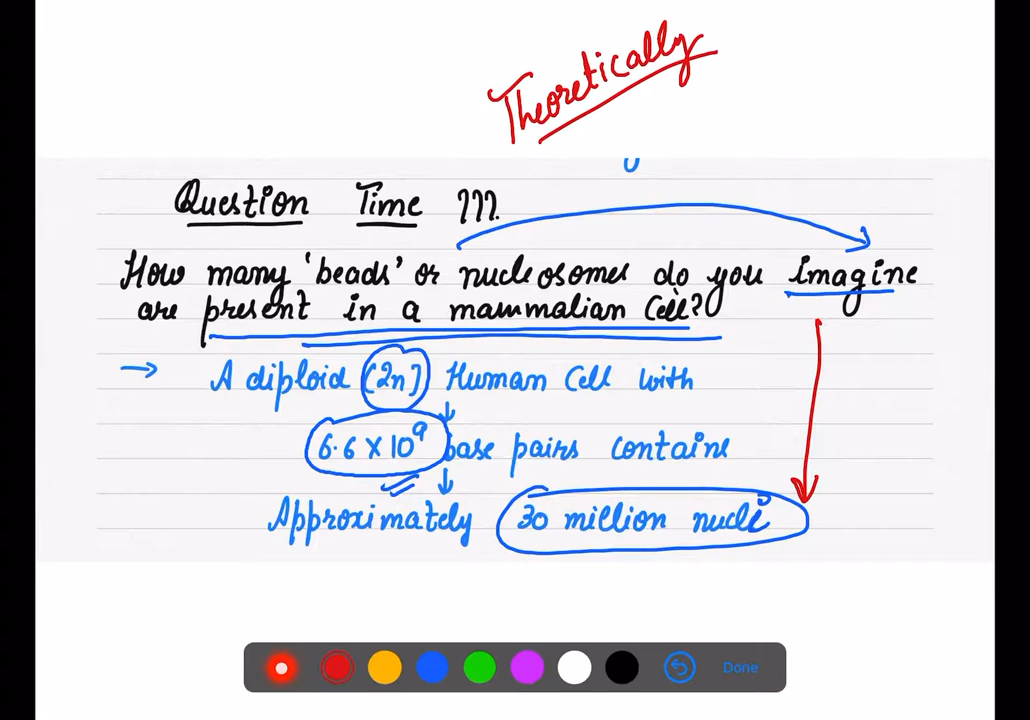 Theoretically
Question Time ???
How many 'beads' or nucleosomes do you imagine
are present in a mammalian Cell?
→ A diploid (2n] Human Cell with
6.6 × 10⁹ base pairs contains
Approximately 30 million nucli
Done